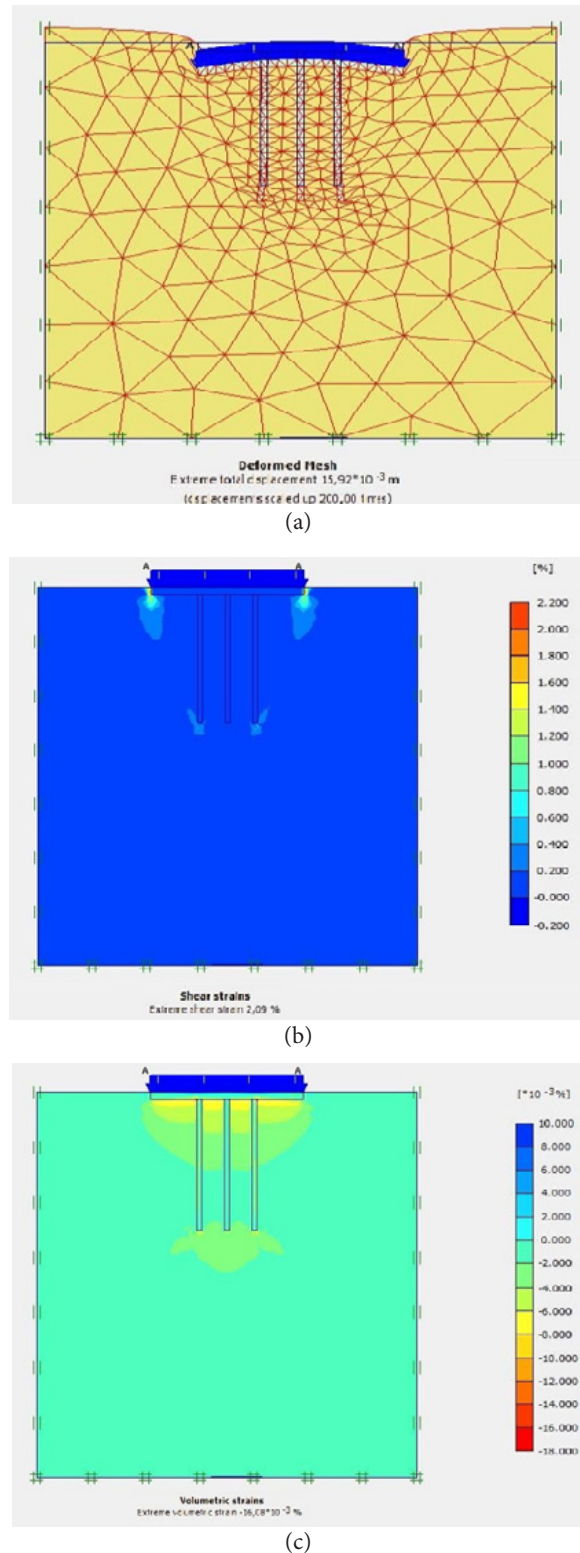 A A
Deformed Mesh
Extreme total displacement 15,92*10 -3 m
(displacements scaled up 200,00 times)
(a)
A A
[%]
2.200
2.000
1.800
1.600
1.400
1.200
1.000
0.800
0.600
0.400
0.200
-0.000
-0.200
Shear strains
Extreme shear strain 2,09 %
(b)
A A
[*10 -3%]
10.000
8.000
6.000
4.000
2.000
0.000
-2.000
-4.000
-6.000
-8.000
-10.000
-12.000
-14.000
-16.000
-18.000
Volumetric strains
Extreme volumetric strain -16,08*10 -3 %
(c)